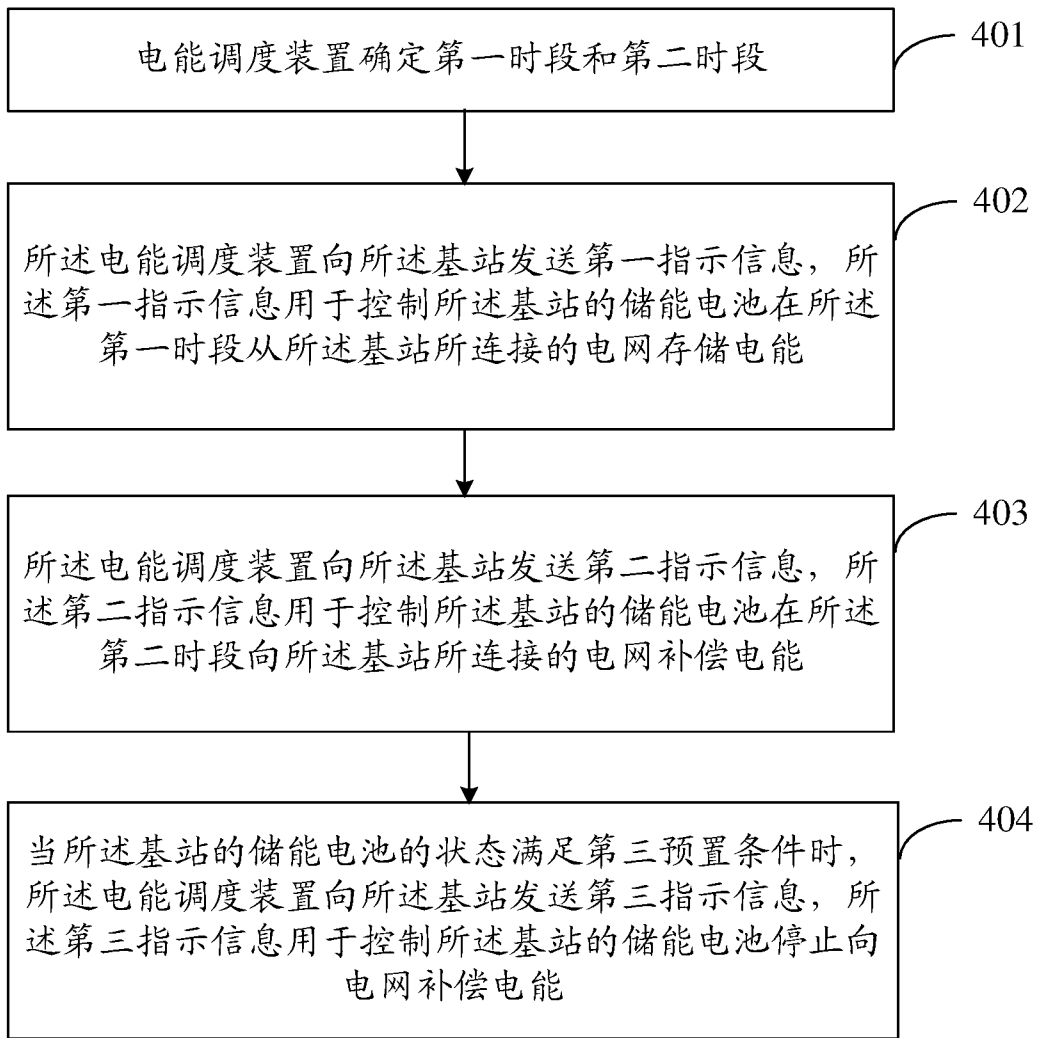 电能调度装置确定第一时段和第二时段
401
所述电能调度装置向所述基站发送第一指示信息，所
述第一指示信息用于控制所述基站的储能电池在所述
第一时段从所述基站所连接的电网存储电能
402
所述电能调度装置向所述基站发送第二指示信息，所
述第二指示信息用于控制所述基站的储能电池在所述
第二时段向所述基站所连接的电网补偿电能
403
当所述基站的储能电池的状态满足第三预置条件时，
所述电能调度装置向所述基站发送第三指示信息，所
述第三指示信息用于控制所述基站的储能电池停止向
电网补偿电能
404